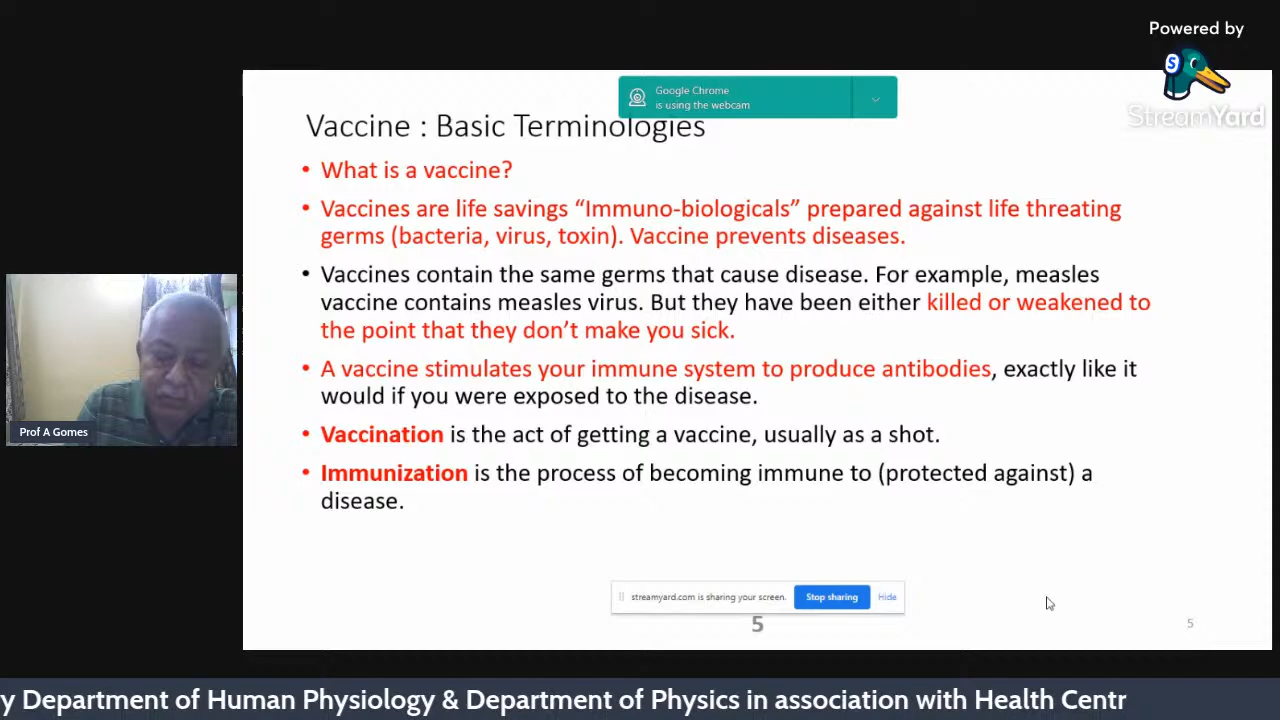 Powered by
StreamYard
Google Chrome
is using the webcam
Vaccine : Basic Terminologies
• What is a vaccine?
• Vaccines are life savings “Immuno-biologicals” prepared against life threating
germs (bacteria, virus, toxin). Vaccine prevents diseases.
• Vaccines contain the same germs that cause disease. For example, measles
vaccine contains measles virus. But they have been either killed or weakened to
the point that they don’t make you sick.
• A vaccine stimulates your immune system to produce antibodies, exactly like it
would if you were exposed to the disease.
• Vaccination is the act of getting a vaccine, usually as a shot.
• Immunization is the process of becoming immune to (protected against) a
disease.
Prof A Gomes
streamyard.com is sharing your screen. Stop sharing Hide
5
5
y Department of Human Physiology & Department of Physics in association with Health Centr